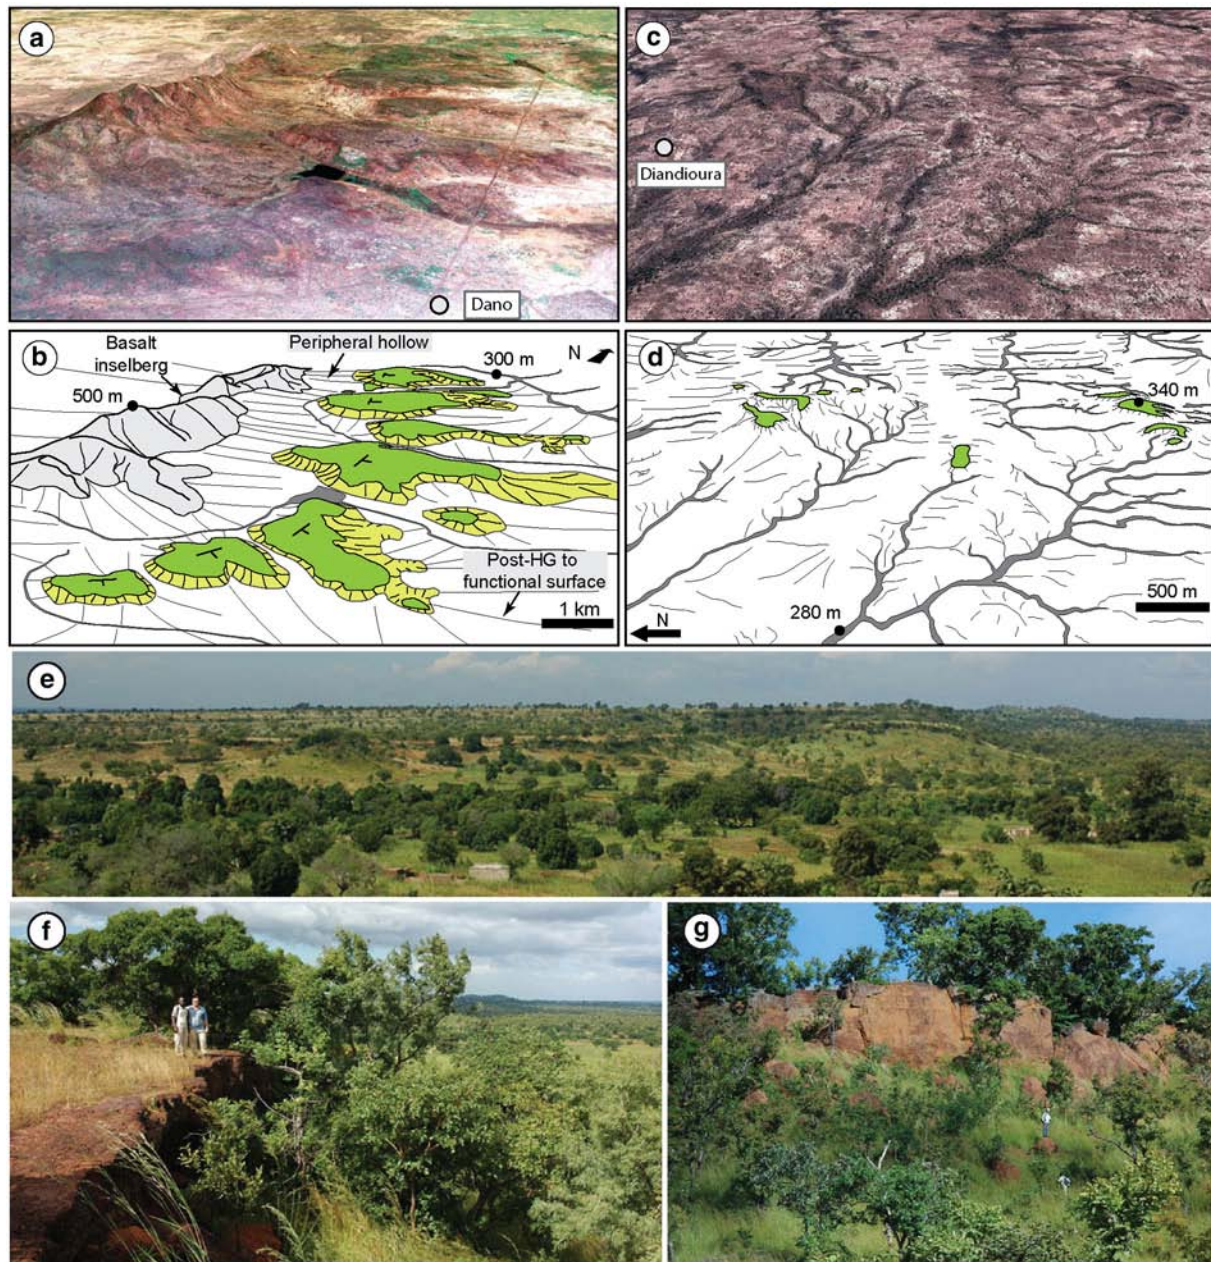 a
Dano
c
Diandioura
b
Basalt
inselberg
Peripheral hollow
300 m
N
500 m
Post-HG to
functional surface
1 km
d
340 m
280 m
N
500 m
e
f
g